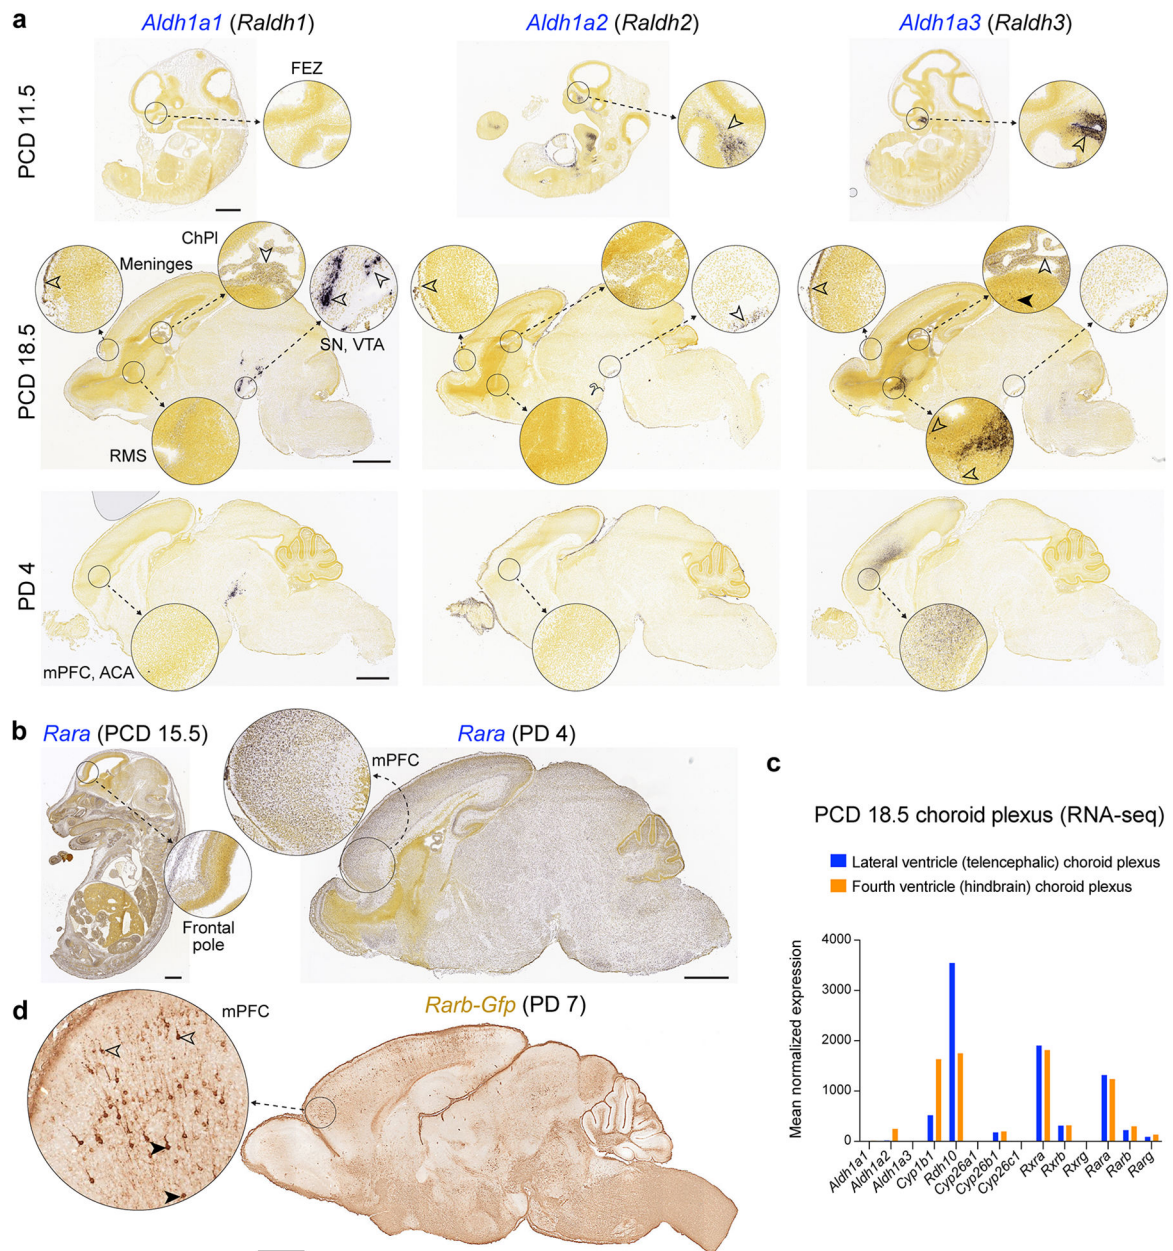 a
Aldh1a1 (Raldh1)
Aldh1a2 (Raldh2)
Aldh1a3 (Raldh3)
PCD 11.5
FEZ
PCD 18.5
ChPl
Meninges
SN, VTA
RMS
PD 4
mPFC, ACA
b
Rara (PCD 15.5)
Rara (PD 4)
mPFC
Frontal
pole
c
PCD 18.5 choroid plexus (RNA-seq)
Lateral ventricle (telencephalic) choroid plexus
Fourth ventricle (hindbrain) choroid plexus
Mean normalized expression
4000
3000
2000
1000
0
Aldh1a1
Aldh1a2
Aldh1a3
Cyp1b1
Rdh10
Cyp26a1
Cyp26b1
Cyp26c1
Rxra
Rxrb
Rxrg
Rara
Rarb
Rarg
d
mPFC
Rarb-Gfp (PD 7)